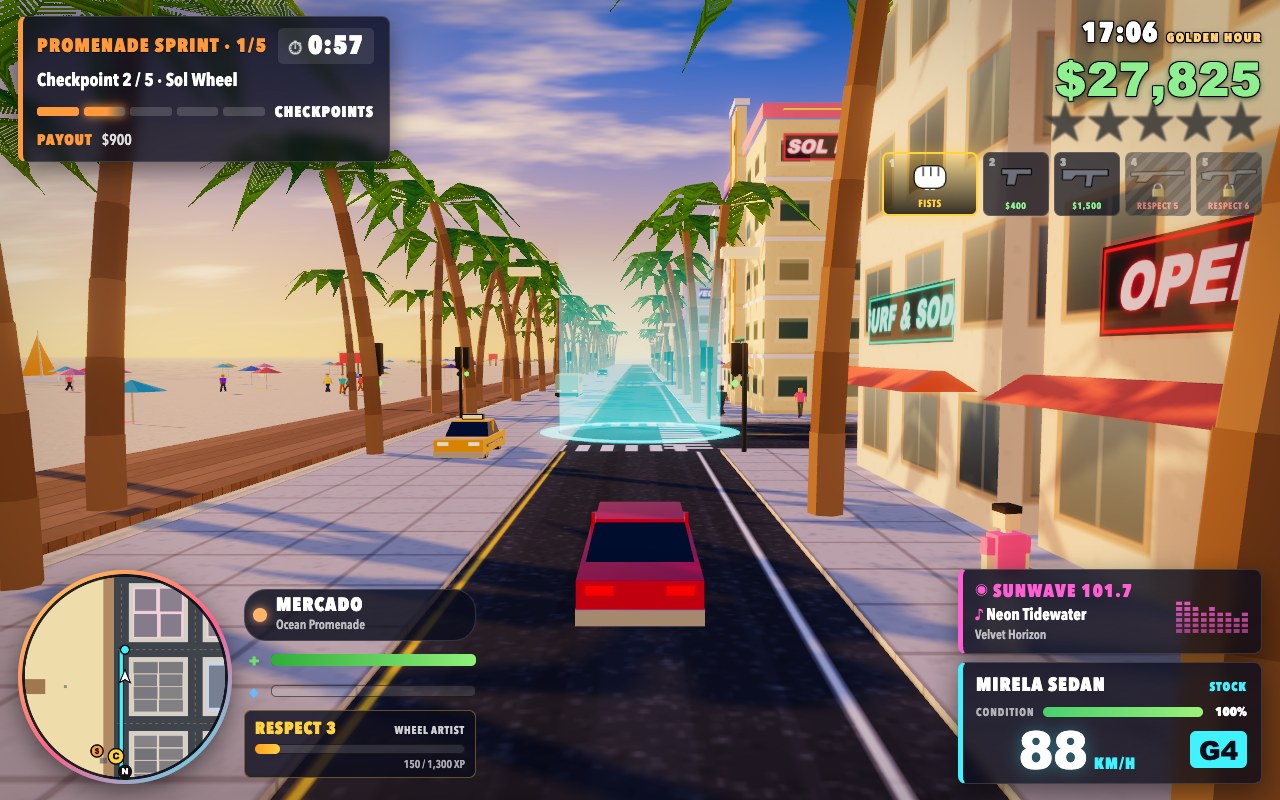 PROMENADE SPRINT · 1/5
0:57
Checkpoint 2 / 5 · Sol Wheel
CHECKPOINTS
PAYOUT $900
17:06 GOLDEN HOUR
$27,825
1 FISTS
2 $400
3 $1,500
4 RESPECT 5
5 RESPECT 6
SOL
SURF & SOD
OPE
MERCADO
Ocean Promenade
RESPECT 3 WHEEL ARTIST
150 / 1,300 XP
$
C
N
SUNWAVE 101.7
♪ Neon Tidewater
Velvet Horizon
MIRELA SEDAN STOCK
CONDITION 100%
88 KM/H G4